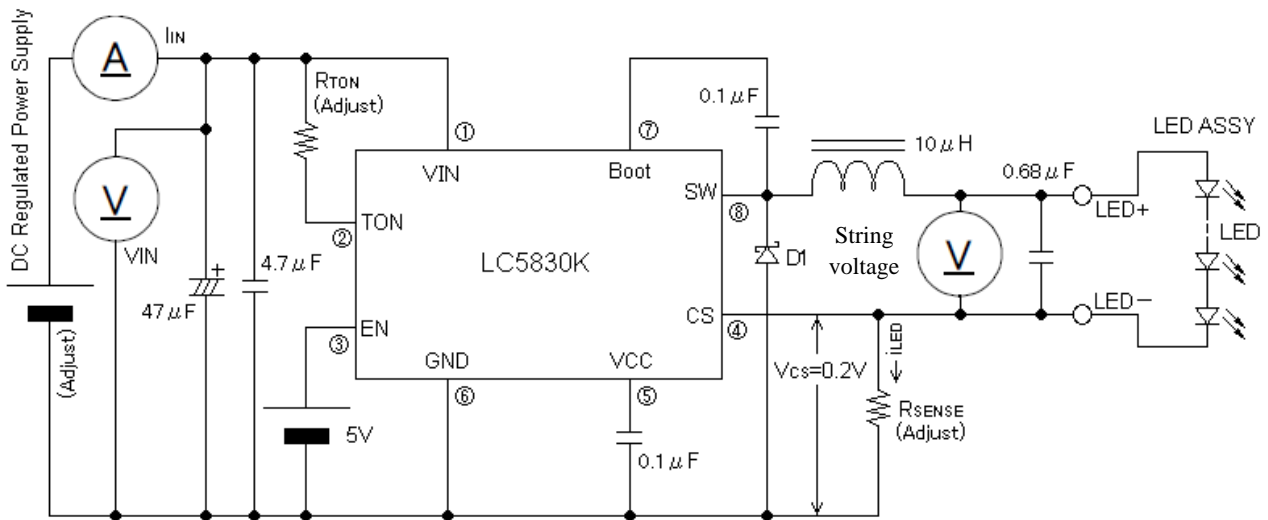 DC Regulated Power Supply
(Adjust)
A
IIN
V
VIN
47μF
+
4.7μF
RTON
(Adjust)
①
②
③
④
⑤
⑥
⑦
⑧
VIN
Boot
TON
SW
LC5830K
EN
CS
GND
VCC
5V
0.1μF
0.1μF
10μH
D1
String
voltage
V
0.68μF
Vcs=0.2V
iLED
RSENSE
(Adjust)
LED ASSY
LED+
LED
LED−